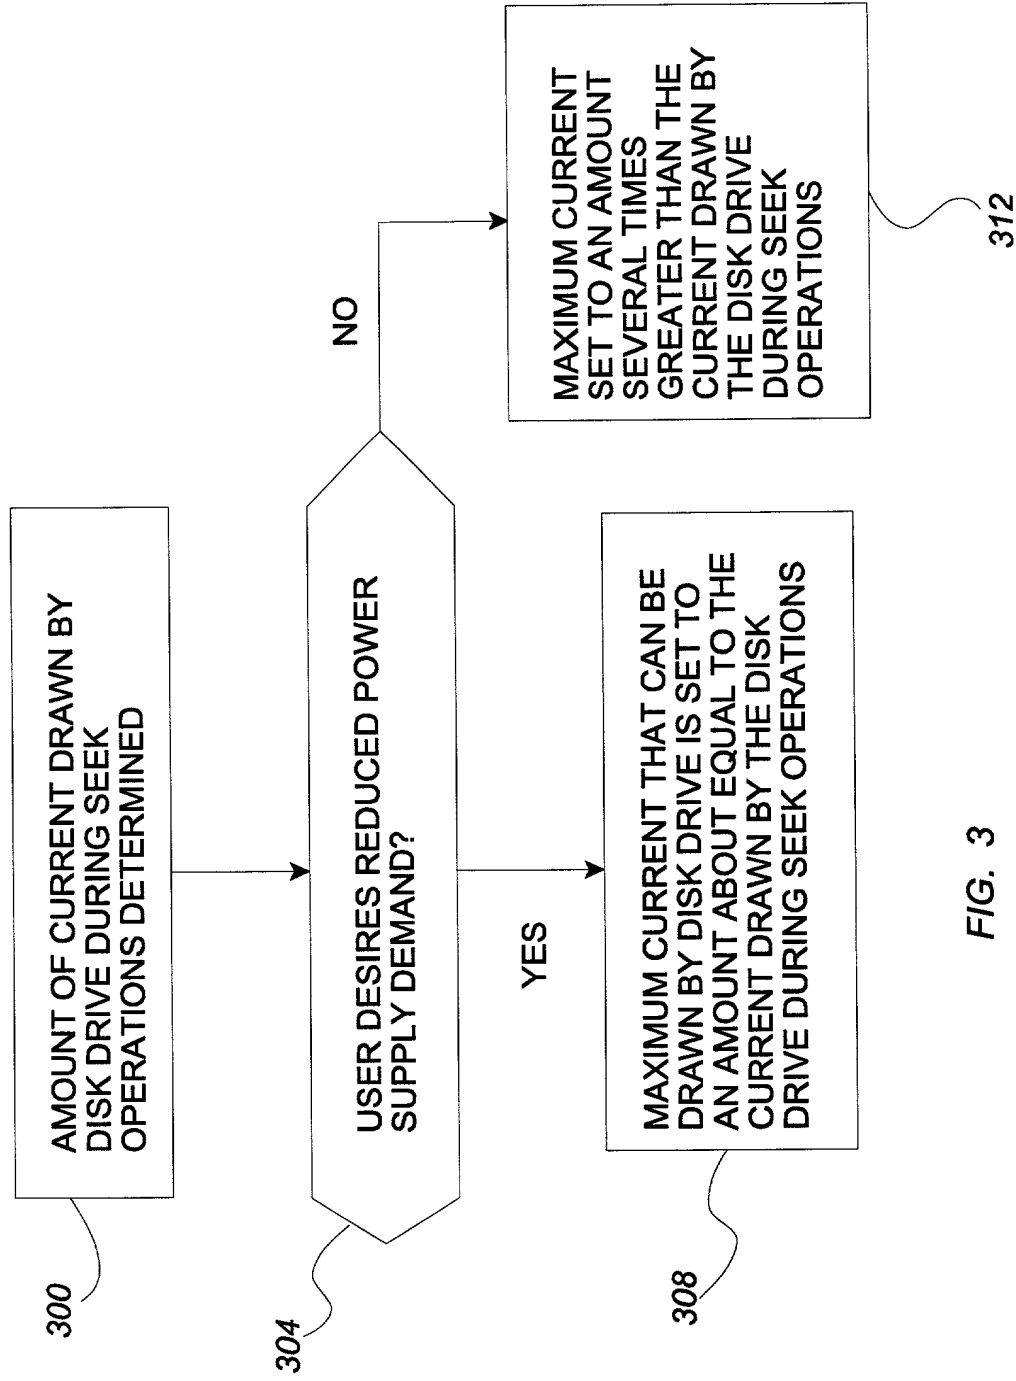 300
AMOUNT OF CURRENT DRAWN BY
DISK DRIVE DURING SEEK
OPERATIONS DETERMINED
304
USER DESIRES REDUCED POWER
SUPPLY DEMAND?
NO
YES
308
MAXIMUM CURRENT THAT CAN BE
DRAWN BY DISK DRIVE IS SET TO
AN AMOUNT ABOUT EQUAL TO THE
CURRENT DRAWN BY THE DISK
DRIVE DURING SEEK OPERATIONS
MAXIMUM CURRENT
SET TO AN AMOUNT
SEVERAL TIMES
GREATER THAN THE
CURRENT DRAWN BY
THE DISK DRIVE
DURING SEEK
OPERATIONS
312
FIG. 3